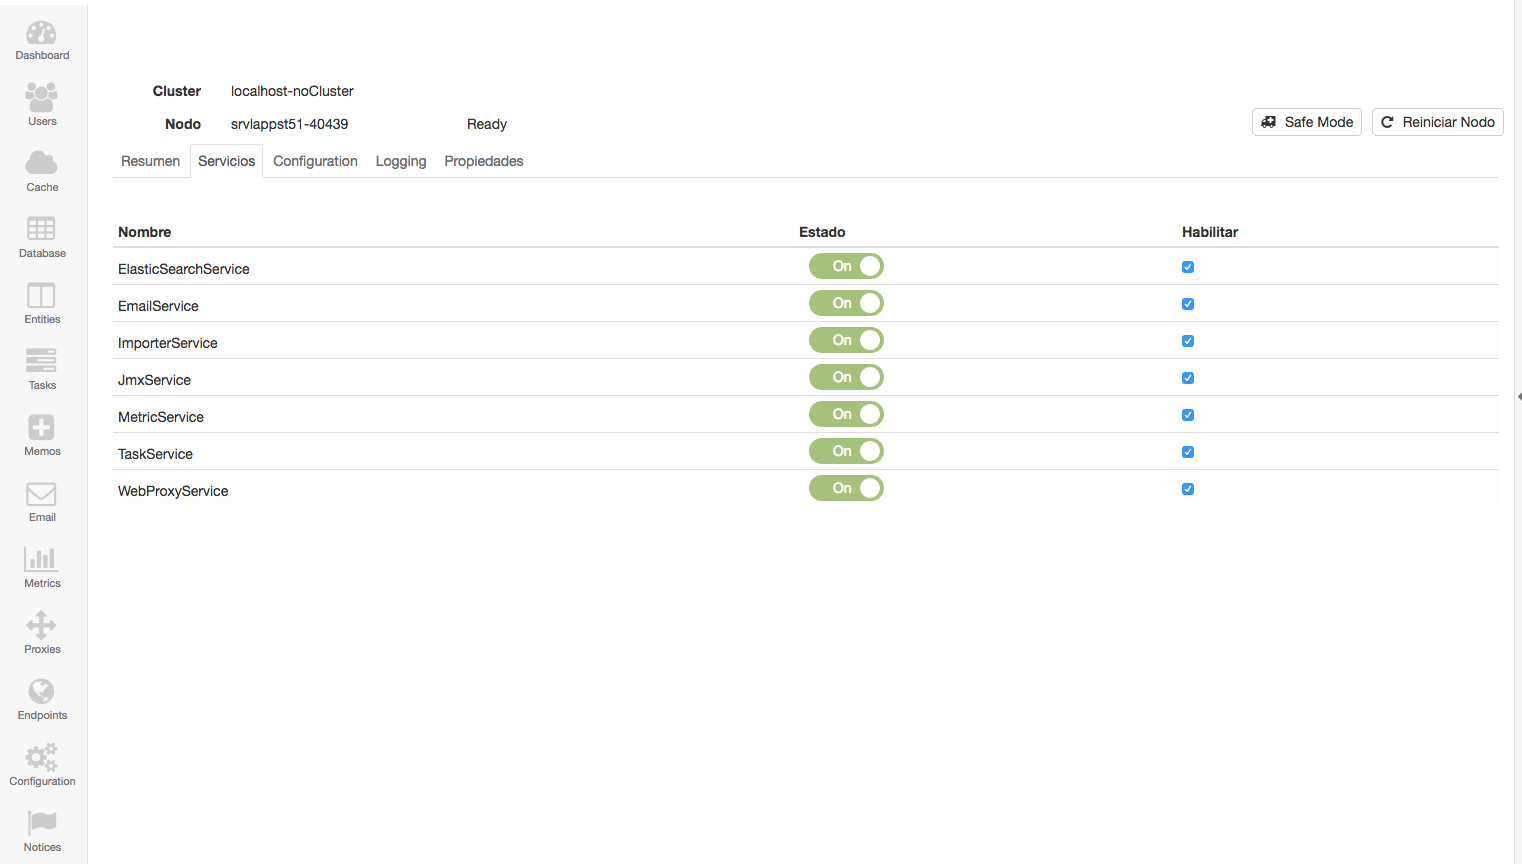 Dashboard
Users
Cache
Database
Entities
Tasks
Memos
Email
Metrics
Proxies
Endpoints
Configuration
Notices
Cluster localhost-noCluster
Nodo srvlappst51-40439 Ready
Safe Mode Reiniciar Nodo
Resumen Servicios Configuration Logging Propiedades
Nombre Estado Habilitar
ElasticSearchService On
EmailService On
ImporterService On
JmxService On
MetricService On
TaskService On
WebProxyService On